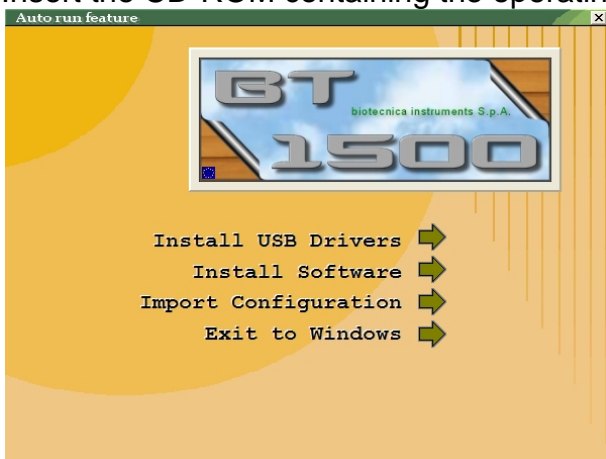 Insert the CD-ROM containing the operatin
Auto run feature
BT
biotecnica instruments S.p.A.
1500
Install USB Drivers
Install Software
Import Configuration
Exit to Windows